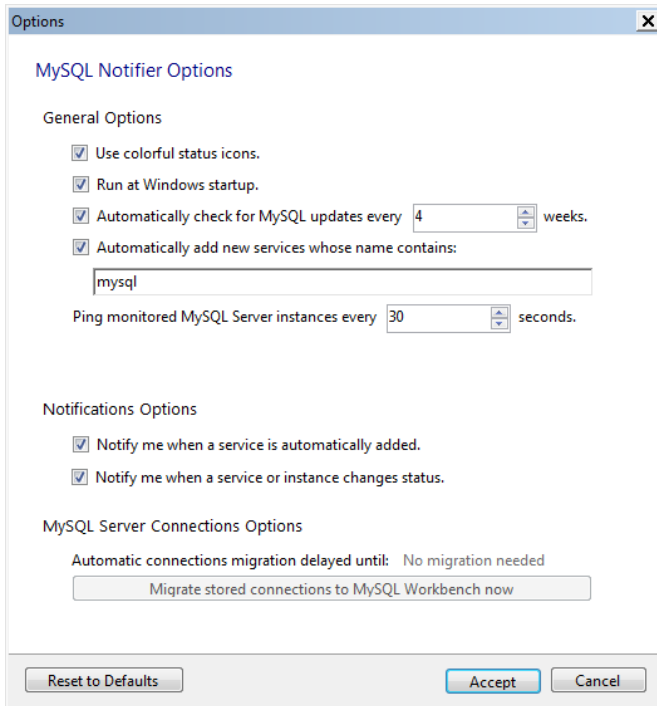 Options
MySQL Notifier Options
General Options
Use colorful status icons.
Run at Windows startup.
Automatically check for MySQL updates every 4 weeks.
Automatically add new services whose name contains:
mysql
Ping monitored MySQL Server instances every 30 seconds.
Notifications Options
Notify me when a service is automatically added.
Notify me when a service or instance changes status.
MySQL Server Connections Options
Automatic connections migration delayed until: No migration needed
Migrate stored connections to MySQL Workbench now
Reset to Defaults Accept Cancel